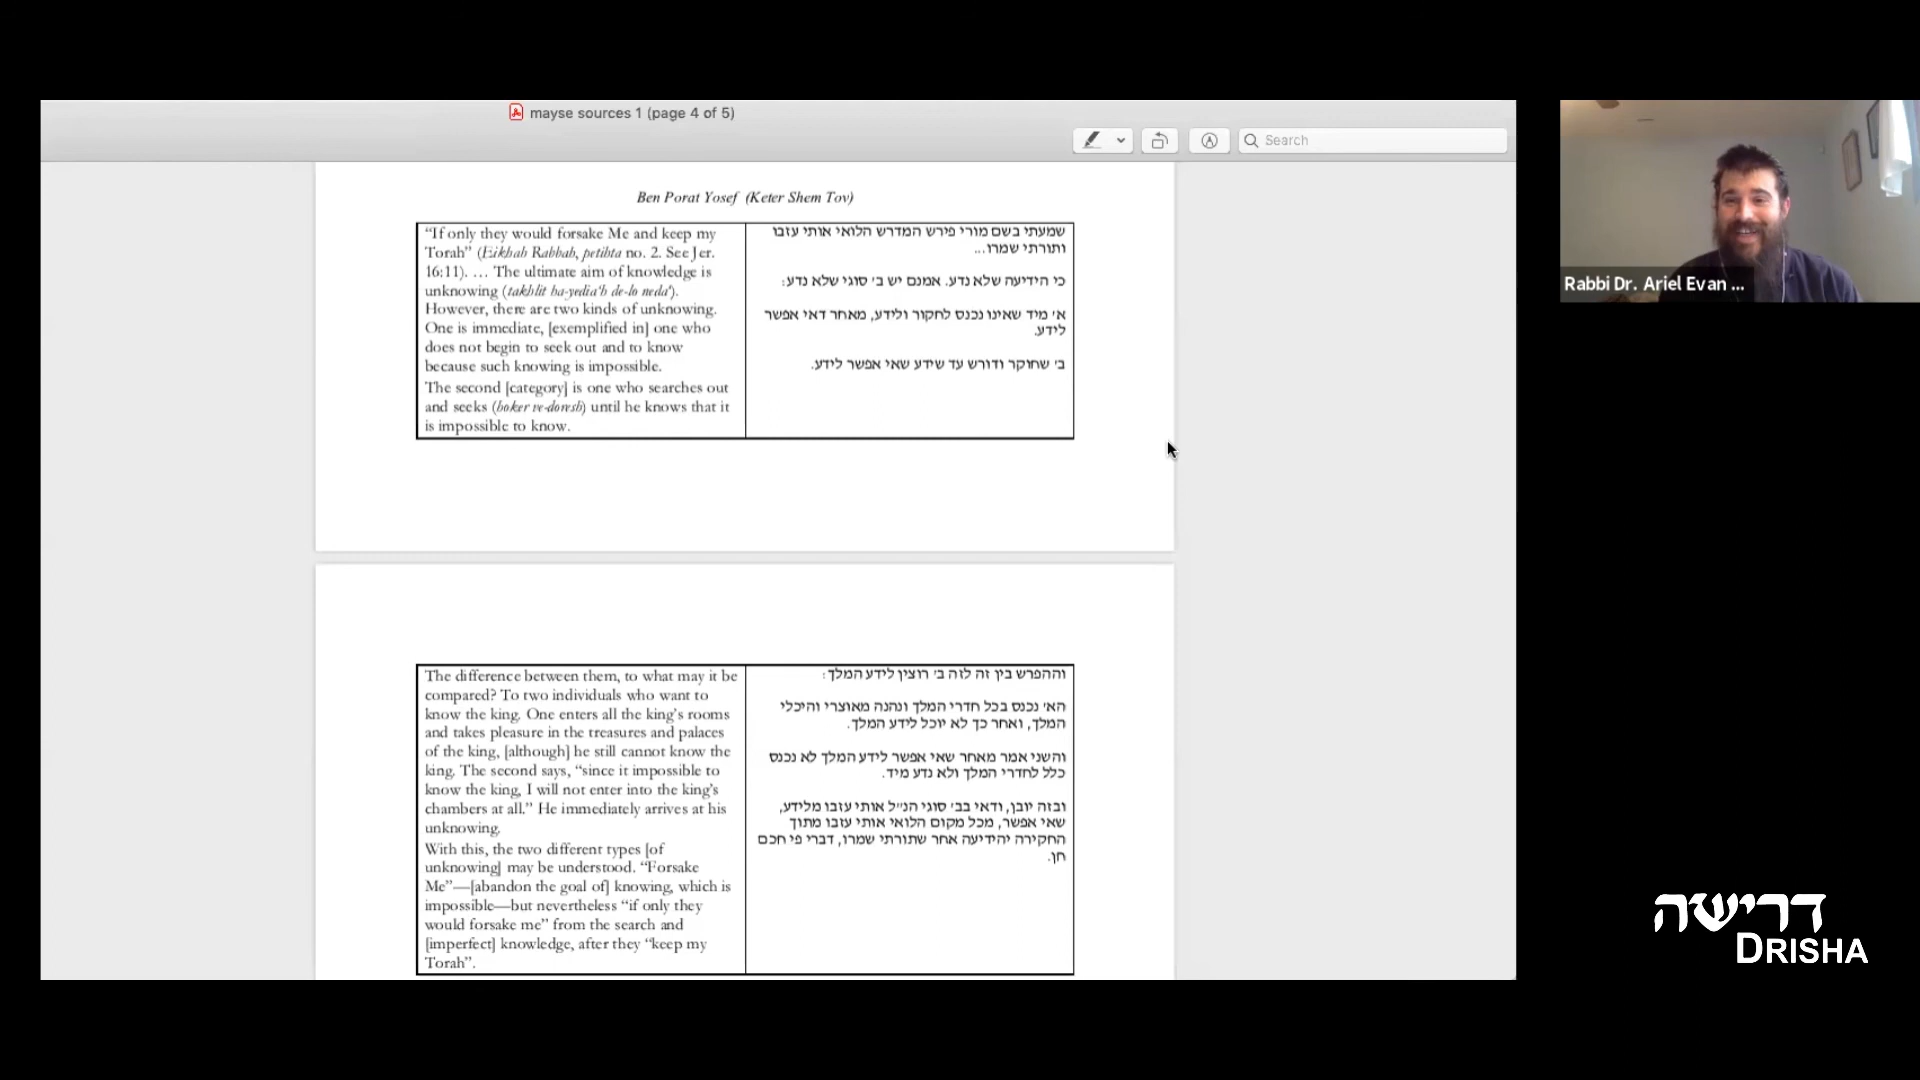 mayse sources 1 (page 4 of 5)
Search
Ben Porat Yosef (Keter Shem Tov)
“If only they would forsake Me and keep my
Torah” (Eikhah Rabbah, petihta no. 2. See Jer.
16:11). … The ultimate aim of knowledge is
unknowing (takhlit ha-yedia‘h de-lo neda‘).
However, there are two kinds of unknowing.
One is immediate, [exemplified in] one who
does not begin to seek out and to know
because such knowing is impossible.
The second [category] is one who searches out
and seeks (hoker ve-doresh) until he knows that it
is impossible to know.
שמעתי בשם מורי פירש המדרש הלואי אותי עזבו
ותורתי שמרו...
כי הידיעה שלא נדע. אמנם יש ב' סוגי שלא נדע:
א' מיד שאינו נכנס לחקור ולידע, מאחר דאי אפשר
לידע.
ב' שחוקר ודורש עד שידע שאי אפשר לידע.
The difference between them, to what may it be
compared? To two individuals who want to
know the king. One enters all the king’s rooms
and takes pleasure in the treasures and palaces
of the king, [although] he still cannot know the
king. The second says, “since it impossible to
know the king, I will not enter into the king’s
chambers at all.” He immediately arrives at his
unknowing.
With this, the two different types [of
unknowing] may be understood. “Forsake
Me”—[abandon the goal of] knowing, which is
impossible—but nevertheless “if only they
would forsake me” from the search and
[imperfect] knowledge, after they “keep my
Torah”.
וההפרש בין זה לזה ב' רוצין לידע המלך:
הא' נכנס בכל חדרי המלך ונהנה מאוצרי והיכלי
המלך, ואחר כך לא יוכל לידע המלך.
והשני אמר מאחר שאי אפשר לידע המלך לא נכנס
כלל לחדרי המלך ולא נדע מיד.
ובזה יובן, ודאי בב' סוגי הנ"ל אותי עזבו מלידע,
שאי אפשר, מכל מקום הלואי אותי עזבו מתוך
החקירה יהידיעה אחר שתורתי שמרו, דברי פי חכם
חן.
Rabbi Dr. Ariel Evan ...
דרישה
DRISHA